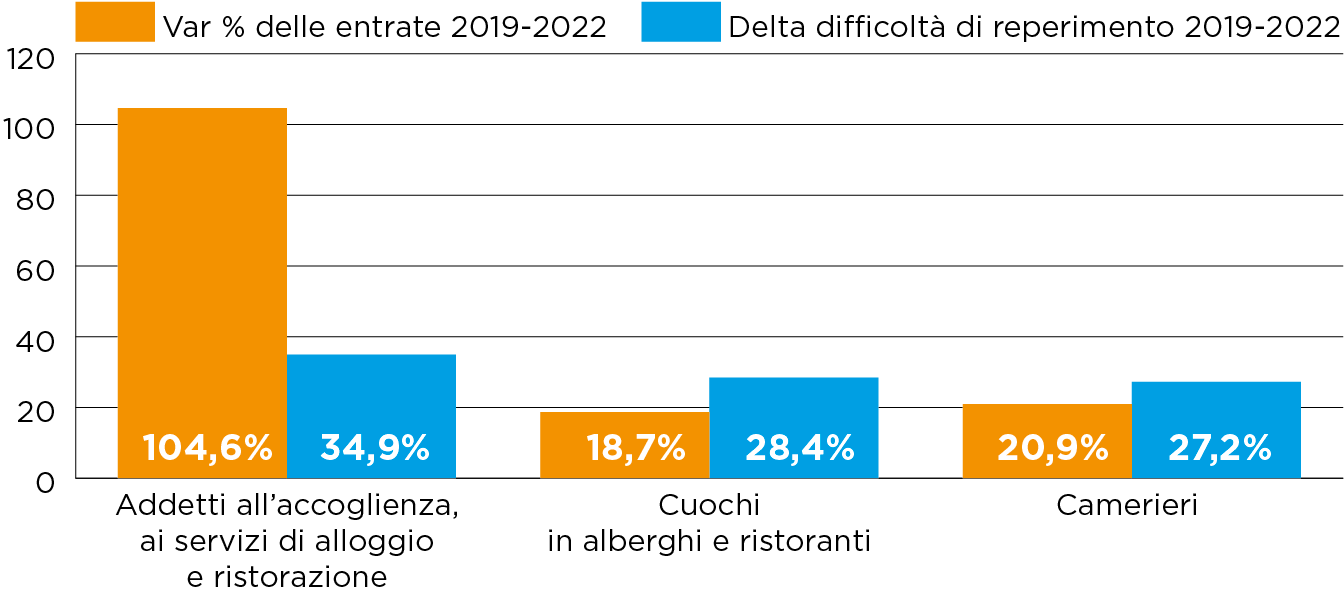 Var % delle entrate 2019-2022
Delta difficoltà di reperimento 2019-2022
120
100
80
60
40
20
0
104,6%
34,9%
18,7%
28,4%
20,9%
27,2%
Addetti all’accoglienza,
ai servizi di alloggio
e ristorazione
Cuochi
in alberghi e ristoranti
Camerieri